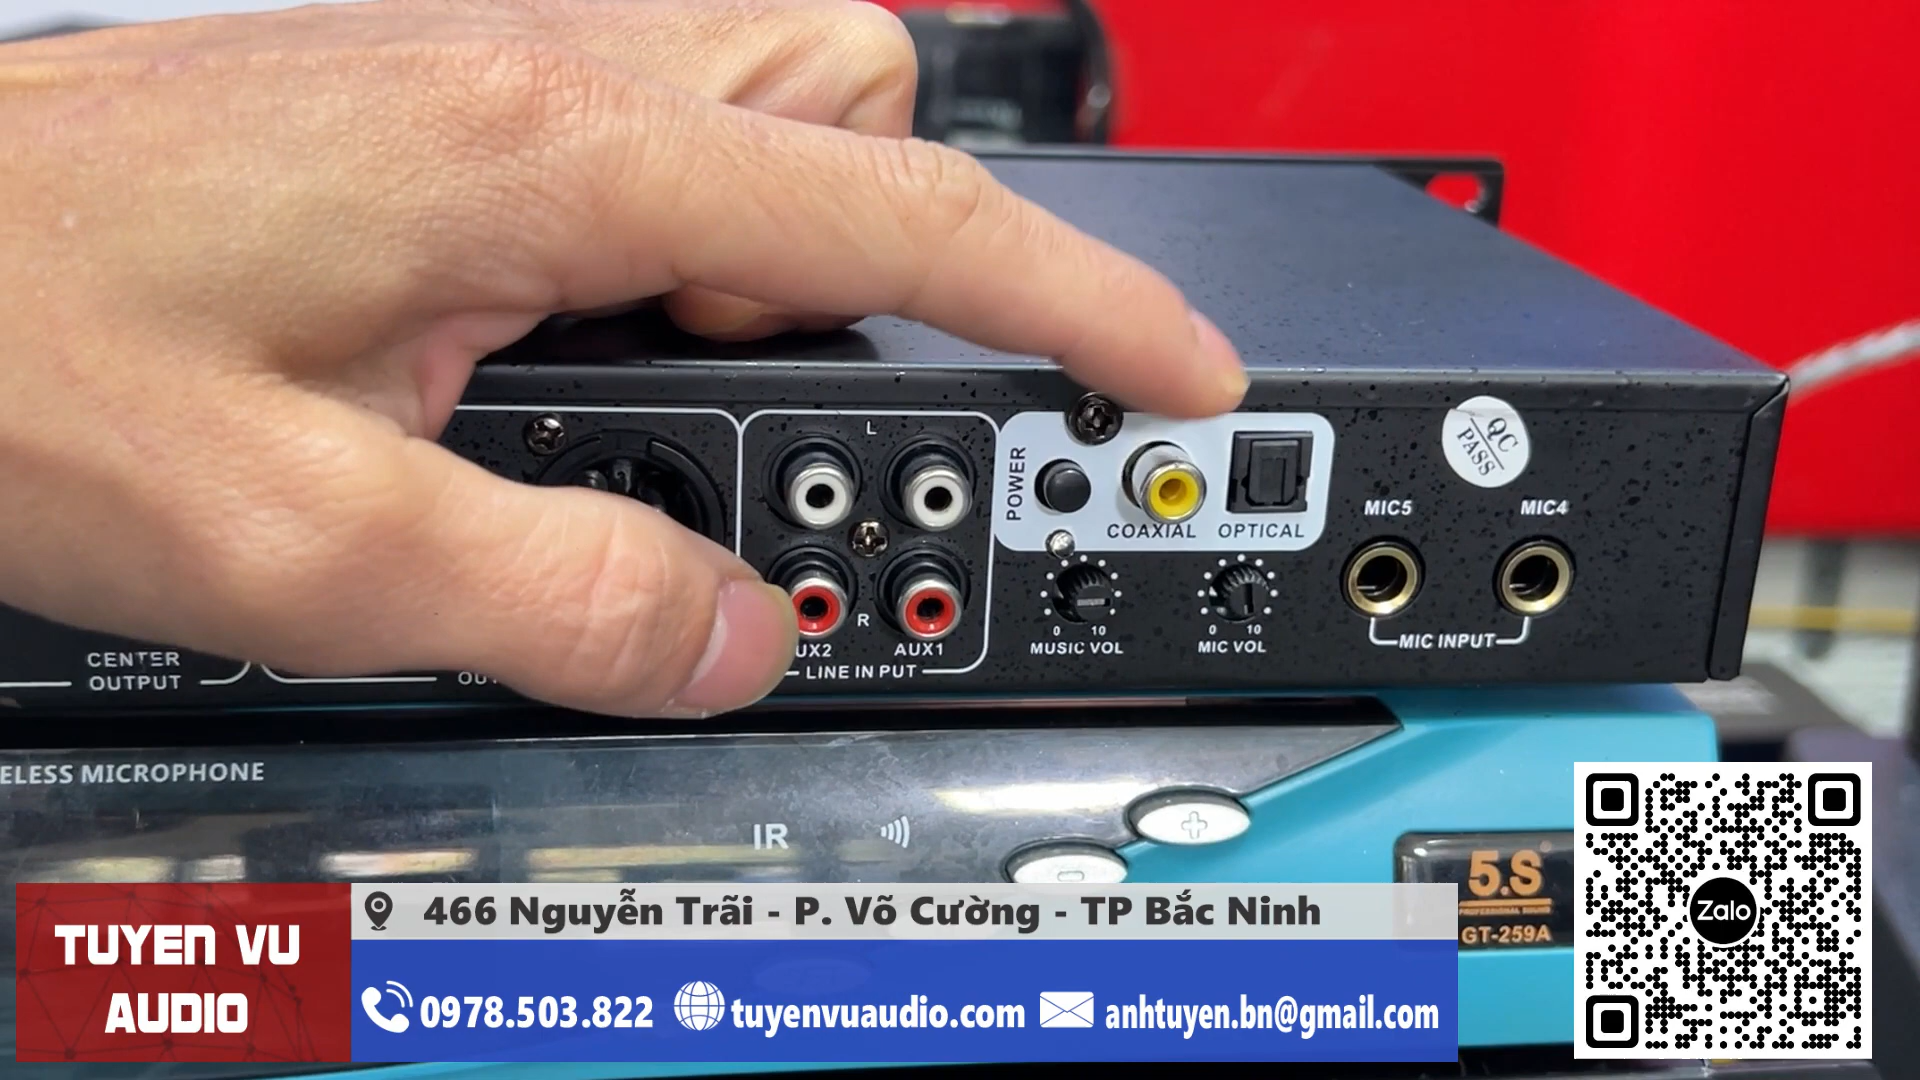 QC
PASS
L
POWER
COAXIAL
OPTICAL
MIC5
MIC4
R
AUX1
LINE IN PUT
0 10
MUSIC VOL
0 10
MIC VOL
MIC INPUT
CENTER
OUTPUT
MICROPHONE
IR
5.S
PROFESSIONAL SOUND
GT-259A
TUYEN VU
AUDIO
466 Nguyễn Trãi - P. Võ Cường - TP Bắc Ninh
0978.503.822
tuyenvuaudio.com
anhtuyen.bn@gmail.com
Zalo